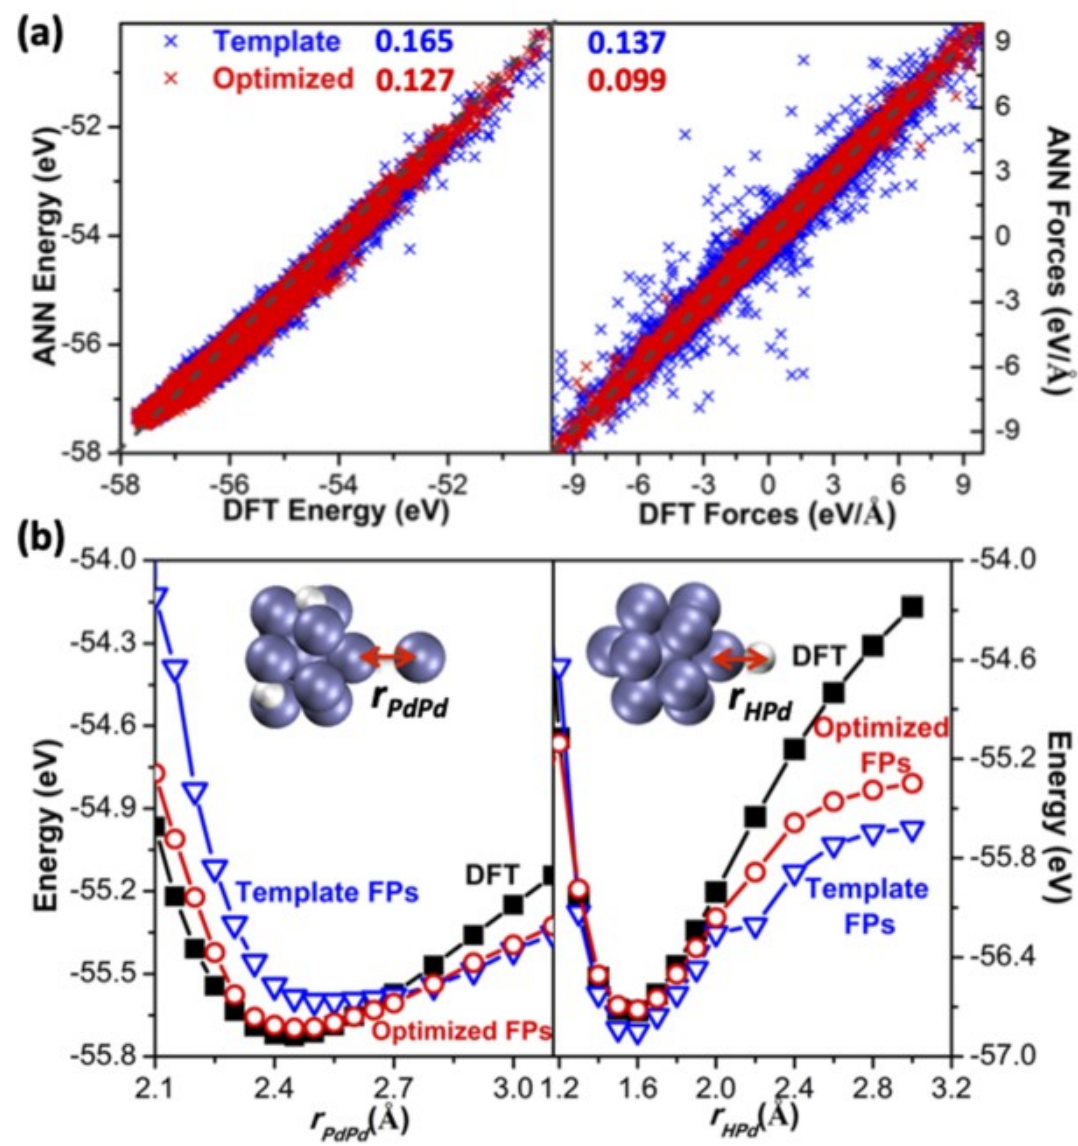 (a)
Template 0.165
Optimized 0.127
0.137
0.099
ANN Energy (eV)
-52
-54
-56
-58
-58 -56 -54 -52
DFT Energy (eV)
9
6
3
0
-3
-6
-9
ANN Forces (eV/Å)
-9 -6 -3 0 3 6 9
DFT Forces (eV/Å)
(b)
Energy (eV)
-54.0
-54.3
-54.6
-54.9
-55.2
-55.5
-55.8
rPdPd
Template FPs
DFT
Optimized FPs
2.1 2.4 2.7 3.0
rPdPd(Å)
rHPd
DFT
Optimized
FPs
Template
FPs
-54.0
-54.6
-55.2
-55.8
-56.4
-57.0
Energy (eV)
1.2 1.6 2.0 2.4 2.8 3.2
rHPd(Å)